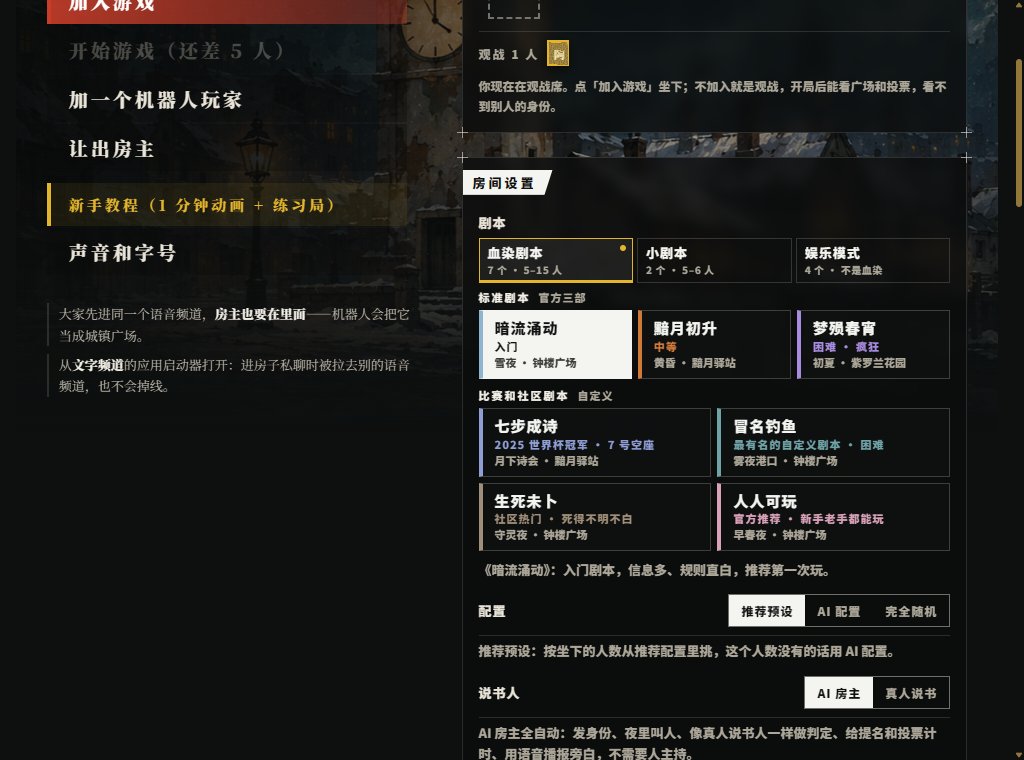 加入游戏
开始游戏（还差 5 人）
加一个机器人玩家
让出房主
新手教程（1 分钟动画 + 练习局）
声音和字号
大家先进同一个语音频道，房主也要在里面——机器人会把它
当成城镇广场。
从文字频道的应用启动器打开：进房子私聊时被拉去别的语音
频道，也不会掉线。
观战 1 人 阿
你现在在观战席。点「加入游戏」坐下；不加入就是观战，开局后能看广场和投票，看不
到别人的身份。
房间设置
剧本
血染剧本
7 个 · 5–15 人
小剧本
2 个 · 5–6 人
娱乐模式
4 个 · 不是血染
标准剧本 官方三部
暗流涌动
入门
雪夜 · 钟楼广场
黯月初升
中等
黄昏 · 黯月驿站
梦殒春宵
困难 · 疯狂
初夏 · 紫罗兰花园
比赛和社区剧本 自定义
七步成诗
2025 世界杯冠军 · 7 号空座
月下诗会 · 黯月驿站
冒名钓鱼
最有名的自定义剧本 · 困难
雾夜港口 · 钟楼广场
生死未卜
社区热门 · 死得不明不白
守灵夜 · 钟楼广场
人人可玩
官方推荐 · 新手老手都能玩
早春夜 · 钟楼广场
《暗流涌动》：入门剧本，信息多、规则直白，推荐第一次玩。
配置
推荐预设 AI 配置 完全随机
推荐预设：按坐下的人数从推荐配置里挑，这个人数没有的话用 AI 配置。
说书人
AI 房主 真人说书
AI 房主全自动：发身份、夜里叫人、像真人说书人一样做判定、给提名和投票计
时、用语音播报旁白，不需要人主持。